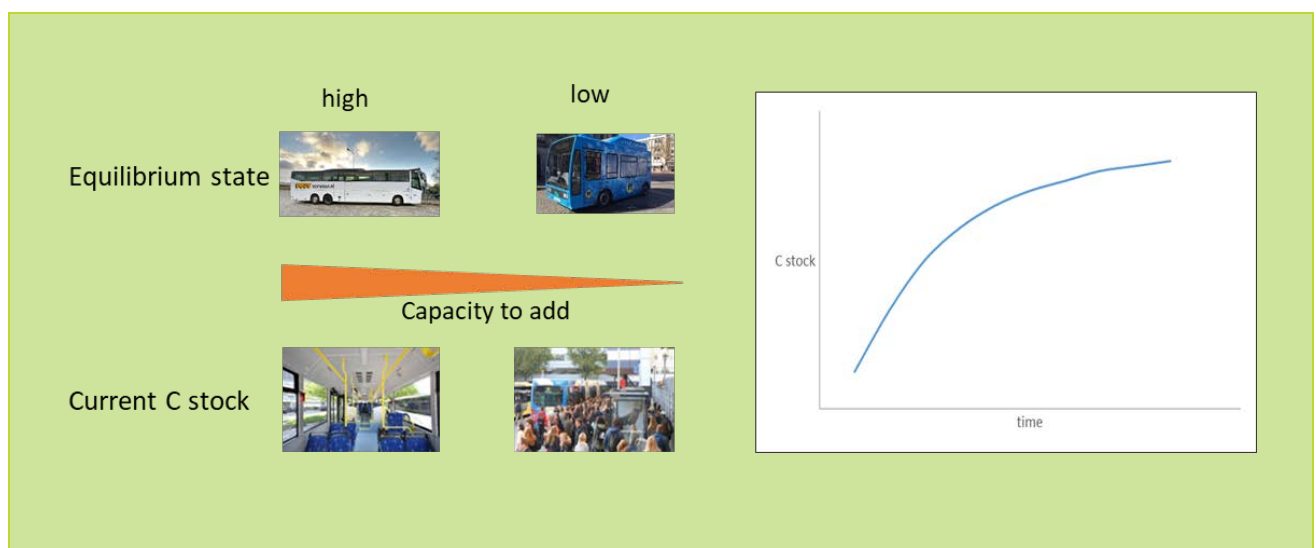 high
low
Equilibrium state
Capacity to add
Current C stock
C stock
time